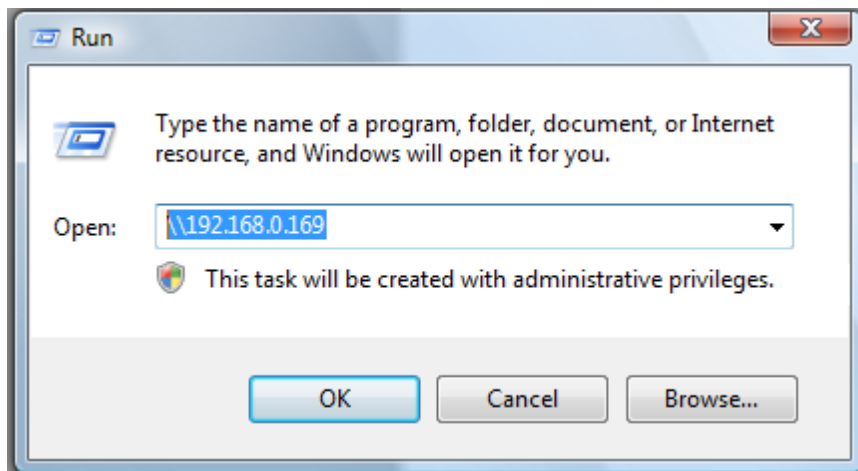 Run
Type the name of a program, folder, document, or Internet
resource, and Windows will open it for you.
Open: \\192.168.0.169
This task will be created with administrative privileges.
OK Cancel Browse...